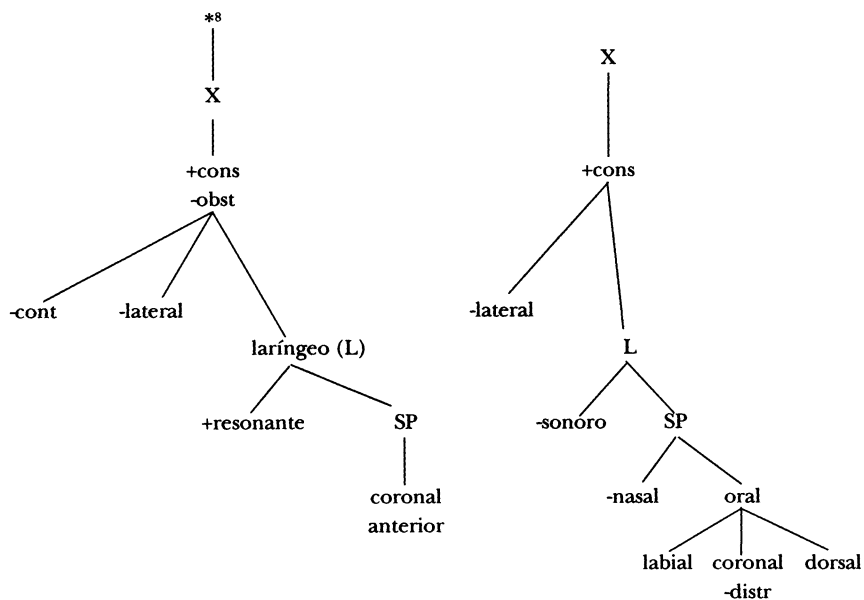 *8
X
+cons
-obst
-cont -lateral
laríngeo (L)
+resonante SP
coronal
anterior
X
+cons
-lateral
L
-sonoro SP
-nasal oral
labial coronal dorsal
-distr